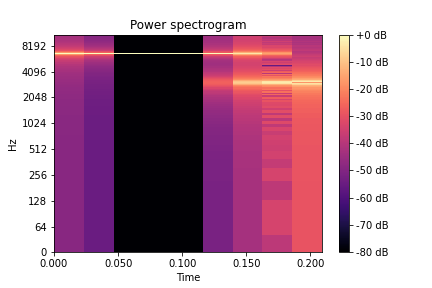 Power spectrogram
Hz
8192
4096
2048
1024
512
256
128
64
0
0.000 0.050 0.100 0.150 0.200
Time
+0 dB
-10 dB
-20 dB
-30 dB
-40 dB
-50 dB
-60 dB
-70 dB
-80 dB